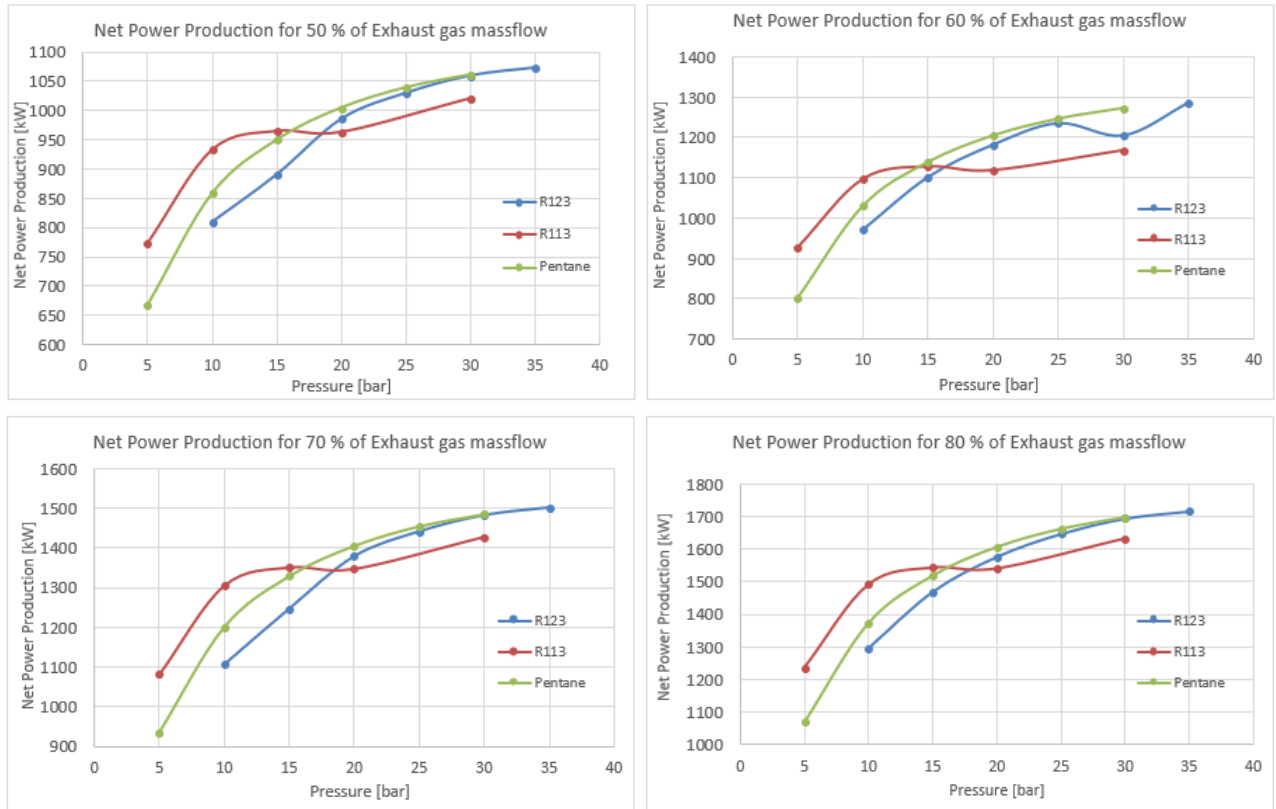 Net Power Production for 50 % of Exhaust gas massflow
Net Power Production [kW]
1100
1050
1000
950
900
850
800
750
700
650
600
0 5 10 15 20 25 30 35 40
Pressure [bar]
R123
R113
Pentane
Net Power Production for 60 % of Exhaust gas massflow
Net Power Production [kW]
1400
1300
1200
1100
1000
900
800
700
0 5 10 15 20 25 30 35 40
Pressure [bar]
R123
R113
Pentane
Net Power Production for 70 % of Exhaust gas massflow
Net Power Production [kW]
1600
1500
1400
1300
1200
1100
1000
900
0 5 10 15 20 25 30 35 40
Pressure [bar]
R123
R113
Pentane
Net Power Production for 80 % of Exhaust gas massflow
Net Power Production [kW]
1800
1700
1600
1500
1400
1300
1200
1100
1000
0 5 10 15 20 25 30 35 40
Pressure [bar]
R123
R113
Pentane